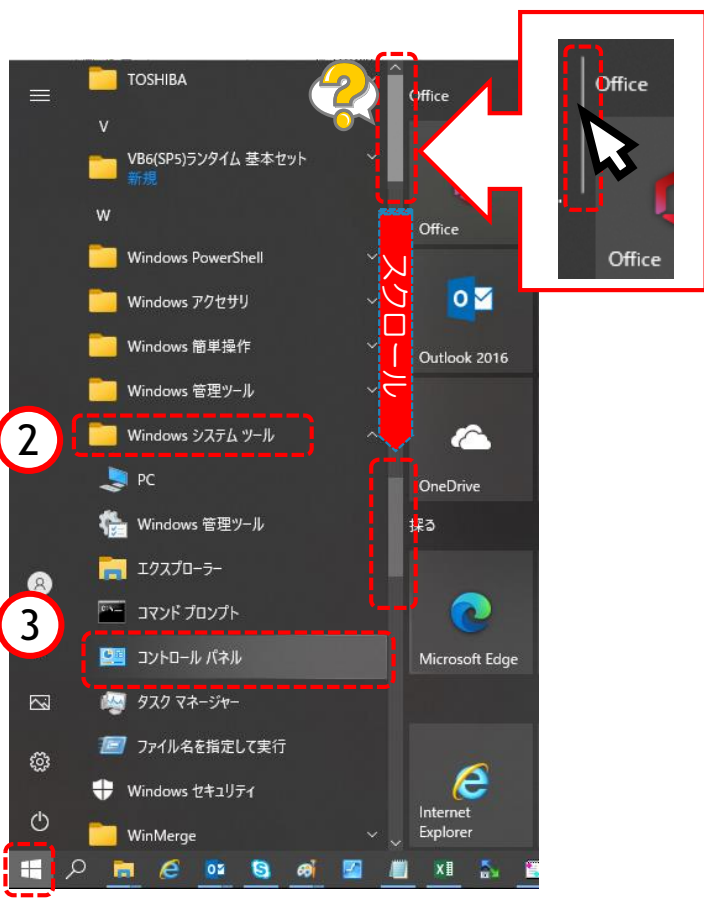 TOSHIBA
V
VB6(SP5)ランタイム 基本セット
新規
W
Windows PowerShell
Windows アクセサリ
Windows 簡単操作
Windows 管理ツール
2
Windows システム ツール
PC
Windows 管理ツール
エクスプローラー
コマンド プロンプト
3
コントロール パネル
タスク マネージャー
ファイル名を指定して実行
Windows セキュリティ
WinMerge
?
スクロール
Office
Office
Outlook 2016
OneDrive
探る
Microsoft Edge
Internet
Explorer
Office
Office